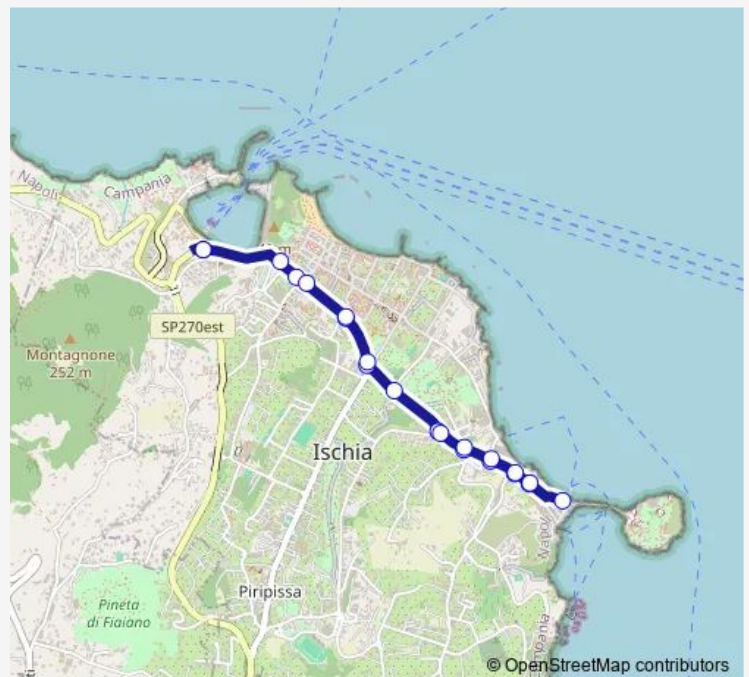 Napoli
Campania
SP270est
Montagnone
252 m
Ischia
Piripissa
Pineta
di Fiaiano
© OpenStreetMap contributors